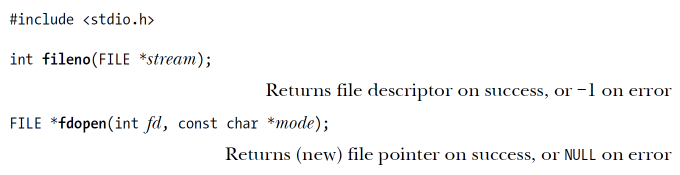 #include <stdio.h>
int fileno(FILE *stream);
Returns file descriptor on success, or −1 on error
FILE *fdopen(int fd, const char *mode);
Returns (new) file pointer on success, or NULL on error